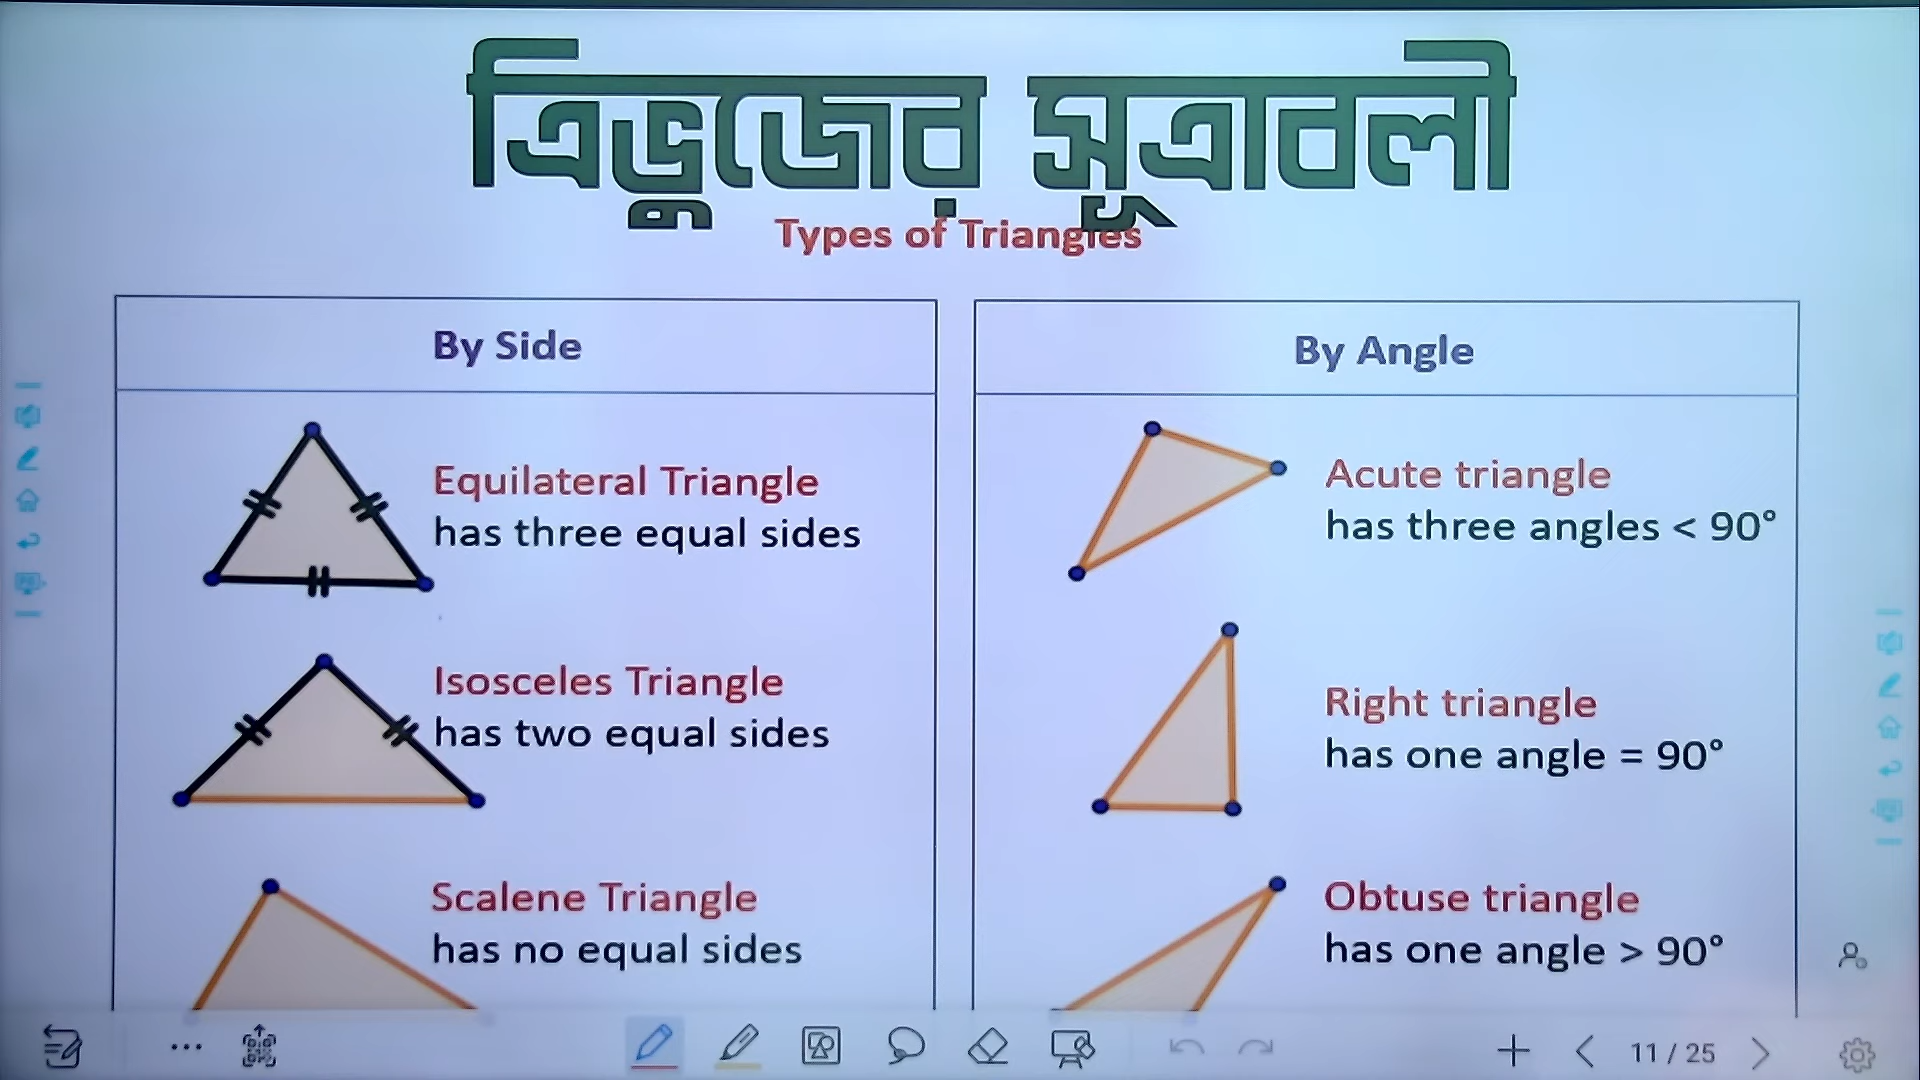 ত্রিভুজের সূত্রাবলী
Types of Triangles
By Side
Equilateral Triangle
has three equal sides
Isosceles Triangle
has two equal sides
Scalene Triangle
has no equal sides
By Angle
Acute triangle
has three angles < 90°
Right triangle
has one angle = 90°
Obtuse triangle
has one angle > 90°
11 / 25